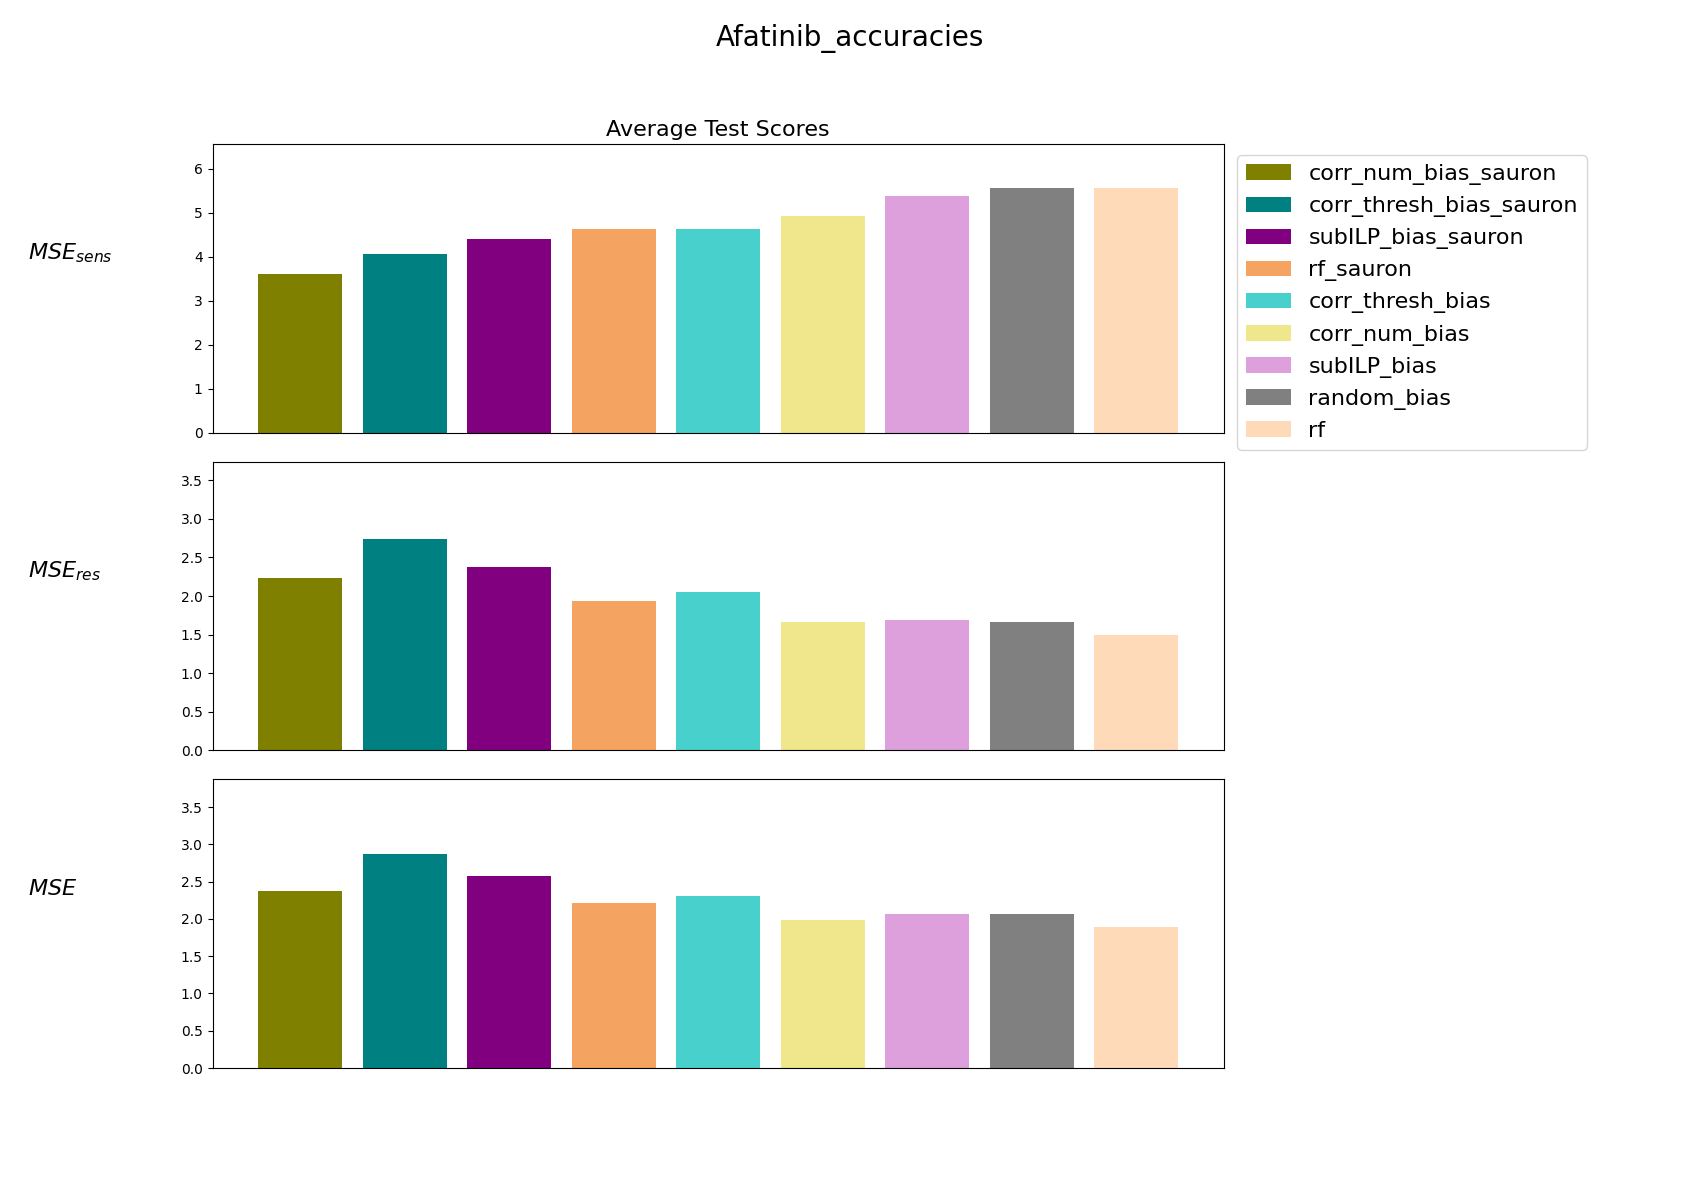 Afatinib_accuracies
Average Test Scores
MSE_sens
6
5
4
3
2
1
0
corr_num_bias_sauron
corr_thresh_bias_sauron
subILP_bias_sauron
rf_sauron
corr_thresh_bias
corr_num_bias
subILP_bias
random_bias
rf
MSE_res
3.5
3.0
2.5
2.0
1.5
1.0
0.5
0.0
MSE
3.5
3.0
2.5
2.0
1.5
1.0
0.5
0.0